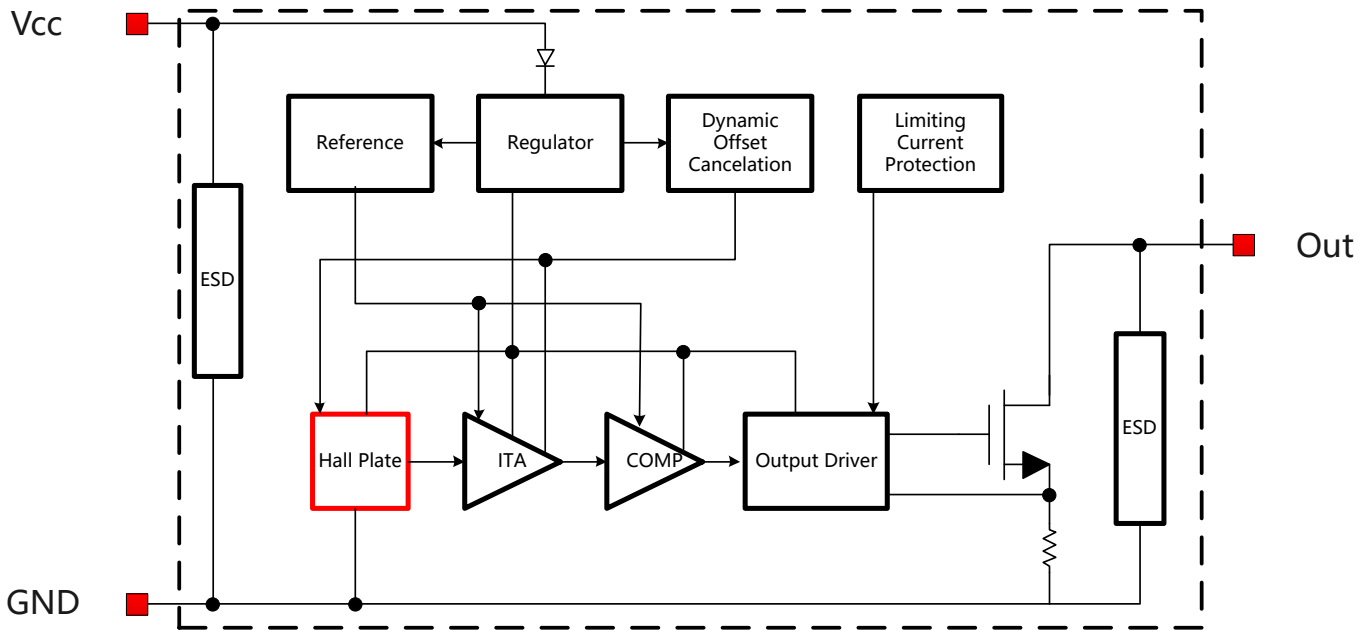 Vcc
Reference
Regulator
Dynamic
Offset
Cancelation
Limiting
Current
Protection
ESD
Out
Hall Plate
ITA
COMP
Output Driver
ESD
GND